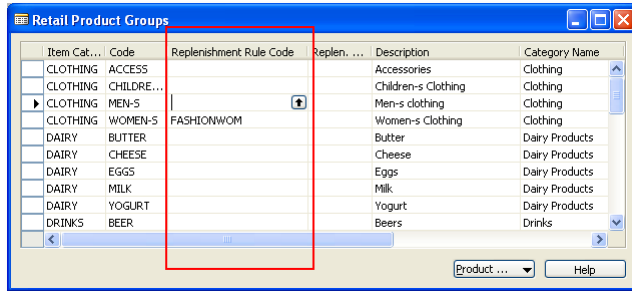 Retail Product Groups
Item Cat... Code Replenishment Rule Code Replen. ... Description Category Name
CLOTHING ACCESS Accessories Clothing
CLOTHING CHILDRE... Children-s Clothing Clothing
CLOTHING MEN-S Men-s clothing Clothing
CLOTHING WOMEN-S FASHIONWOM Women-s Clothing Clothing
DAIRY BUTTER Butter Dairy Products
DAIRY CHEESE Cheese Dairy Products
DAIRY EGGS Eggs Dairy Products
DAIRY MILK Milk Dairy Products
DAIRY YOGURT Yogurt Dairy Products
DRINKS BEER Beers Drinks
Product ... Help